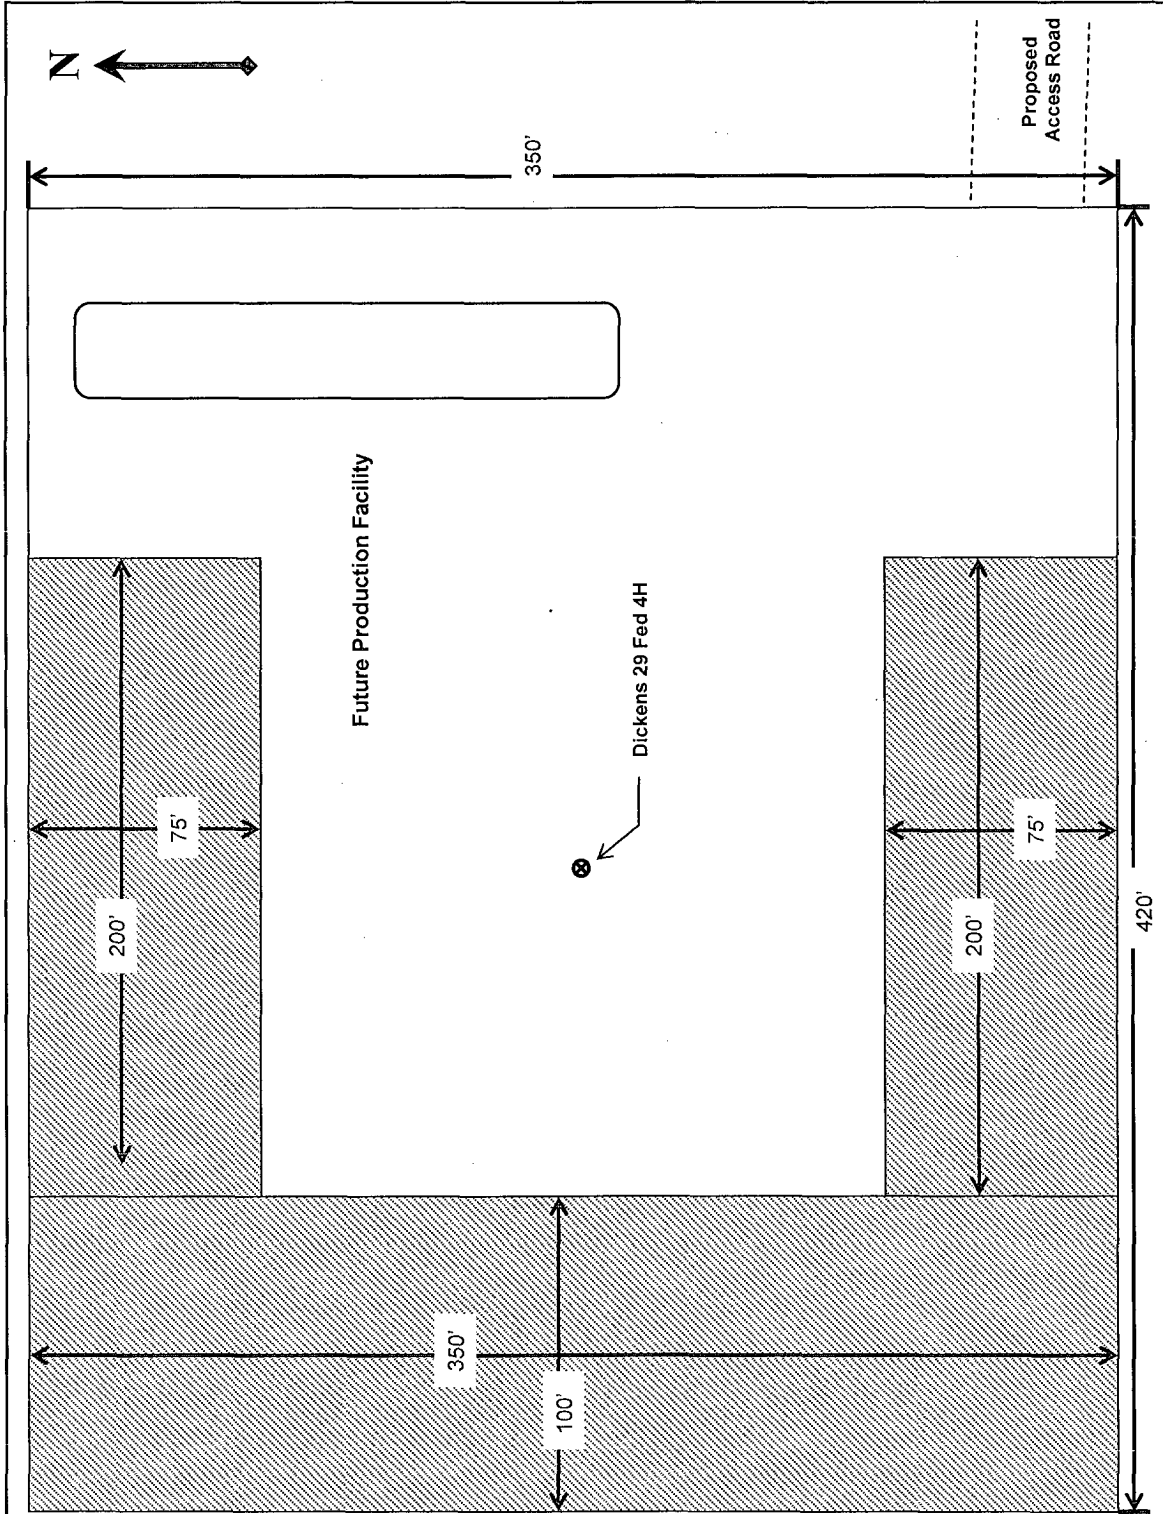 N
350'
Proposed
Access Road
Future Production Facility
Dickens 29 Fed 4H
200'
75'
200'
75'
350'
100'
420'